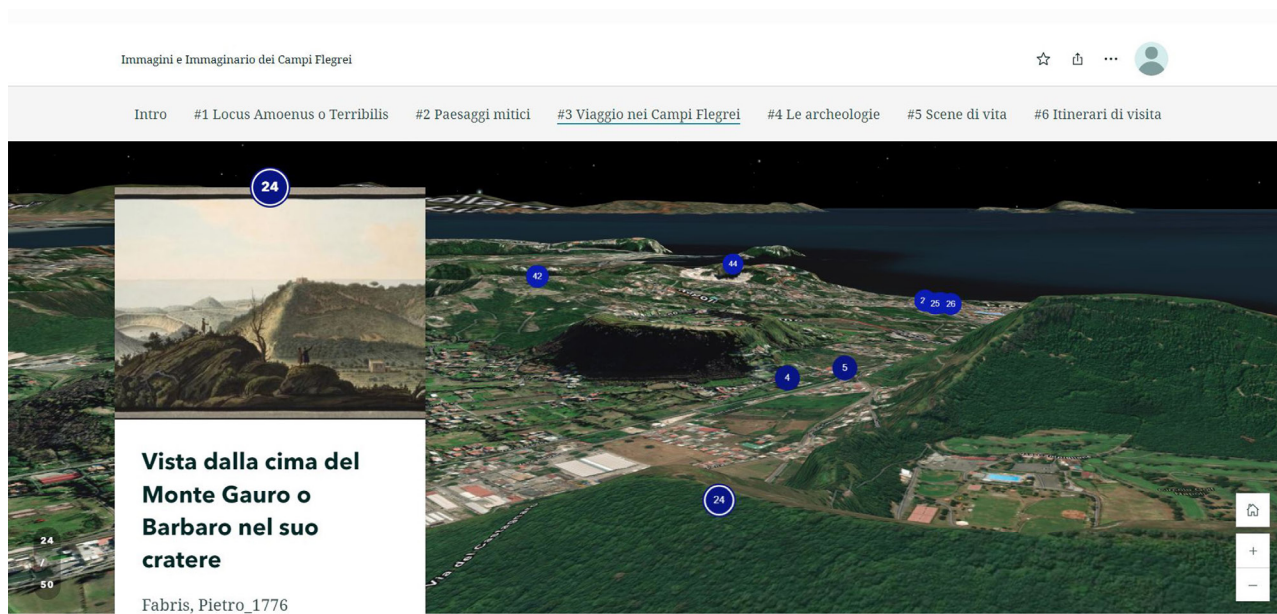 Immagini e Immaginario dei Campi Flegrei
Intro
#1 Locus Amoenus o Terribilis
#2 Paesaggi mitici
#3 Viaggio nei Campi Flegrei
#4 Le archeologie
#5 Scene di vita
#6 Itinerari di visita
24
42
44
2
25
26
4
5
24
Vista dalla cima del
Monte Gauro o
Barbaro nel suo
cratere
Fabris, Pietro_1776
24
/
50
+
−